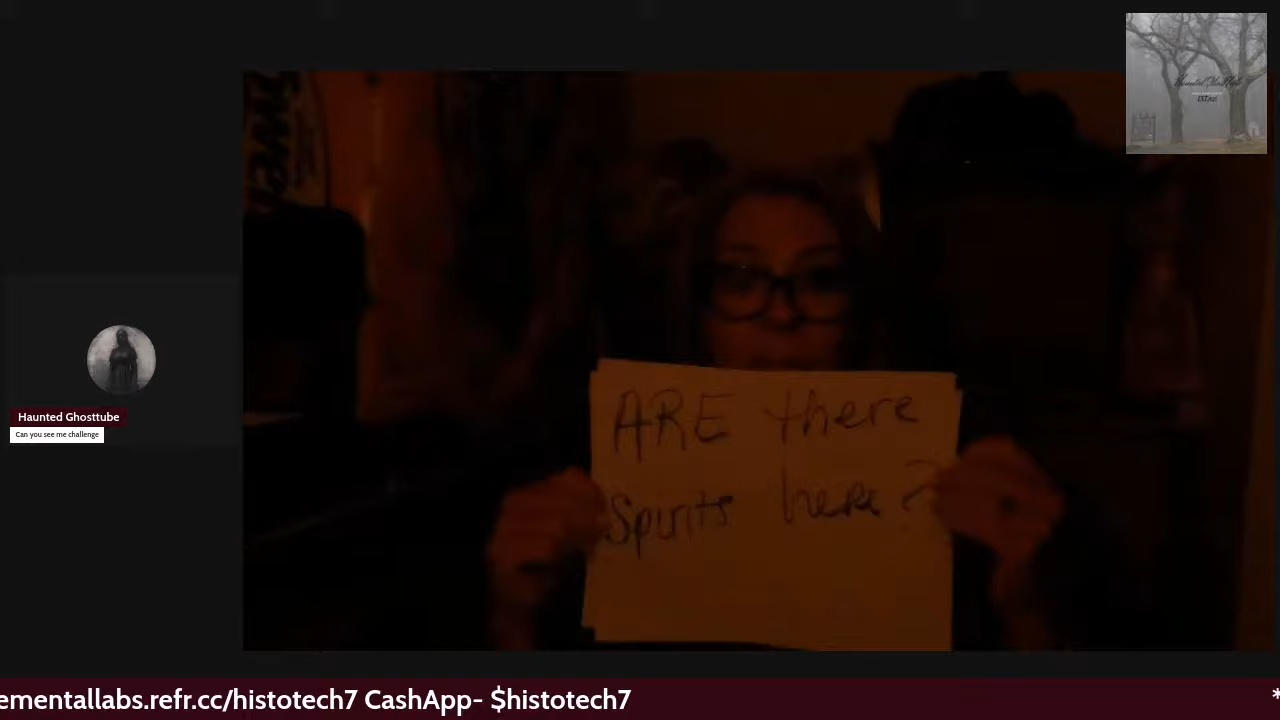 ARE there
Spirits here?
Haunted Ghosttube
Can you see me challenge
ementallabs.refr.cc/histotech7 CashApp- $histotech7
*